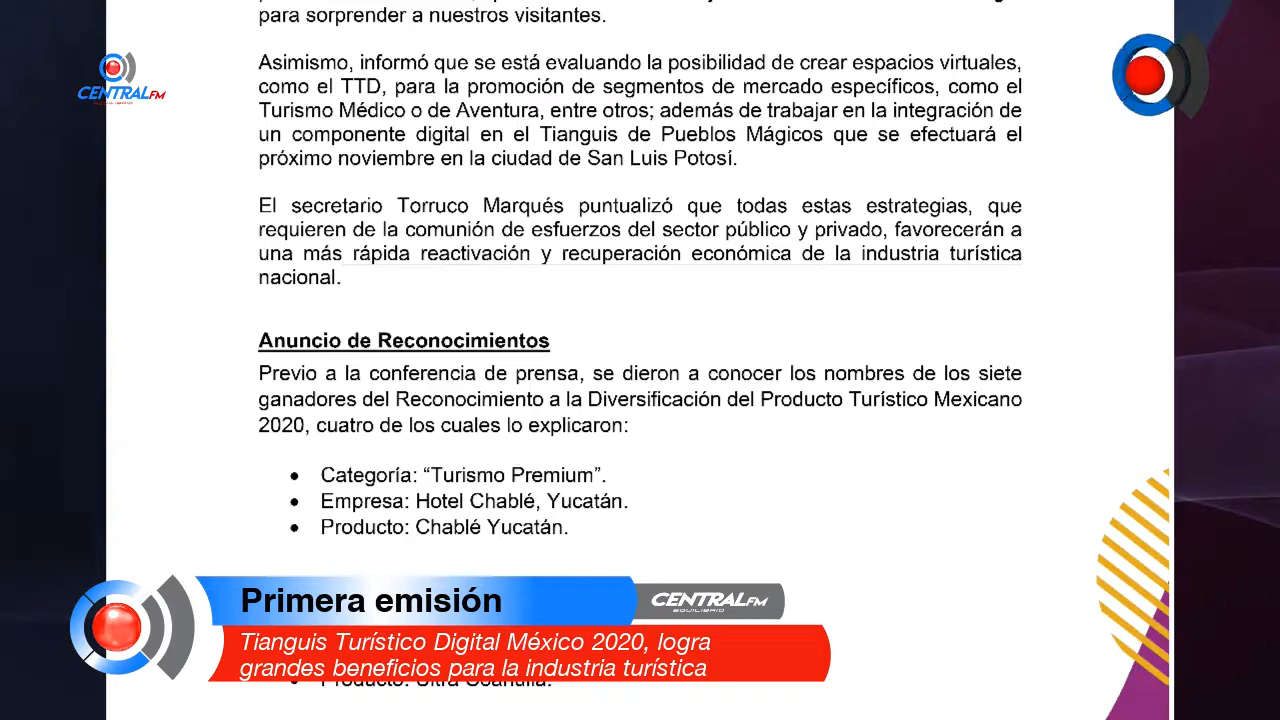 para sorprender a nuestros visitantes.
Asimismo, informó que se está evaluando la posibilidad de crear espacios virtuales,
como el TTD, para la promoción de segmentos de mercado específicos, como el
Turismo Médico o de Aventura, entre otros; además de trabajar en la integración de
un componente digital en el Tianguis de Pueblos Mágicos que se efectuará el
próximo noviembre en la ciudad de San Luis Potosí.
El secretario Torruco Marqués puntualizó que todas estas estrategias, que
requieren de la comunión de esfuerzos del sector público y privado, favorecerán a
una más rápida reactivación y recuperación económica de la industria turística
nacional.
Anuncio de Reconocimientos
Previo a la conferencia de prensa, se dieron a conocer los nombres de los siete
ganadores del Reconocimiento a la Diversificación del Producto Turístico Mexicano
2020, cuatro de los cuales lo explicaron:
• Categoría: “Turismo Premium”.
• Empresa: Hotel Chablé, Yucatán.
• Producto: Chablé Yucatán.
CENTRAL FM
Primera emisión
CENTRAL FM
EQUILIBRIO
Tianguis Turístico Digital México 2020, logra
grandes beneficios para la industria turística